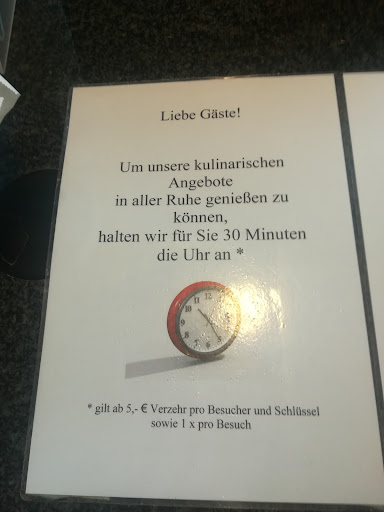 Liebe Gäste!
Um unsere kulinarischen
Angebote
in aller Ruhe genießen zu
können,
halten wir für Sie 30 Minuten
die Uhr an *
* gilt ab 5,- € Verzehr pro Besucher und Schlüssel
sowie 1 x pro Besuch